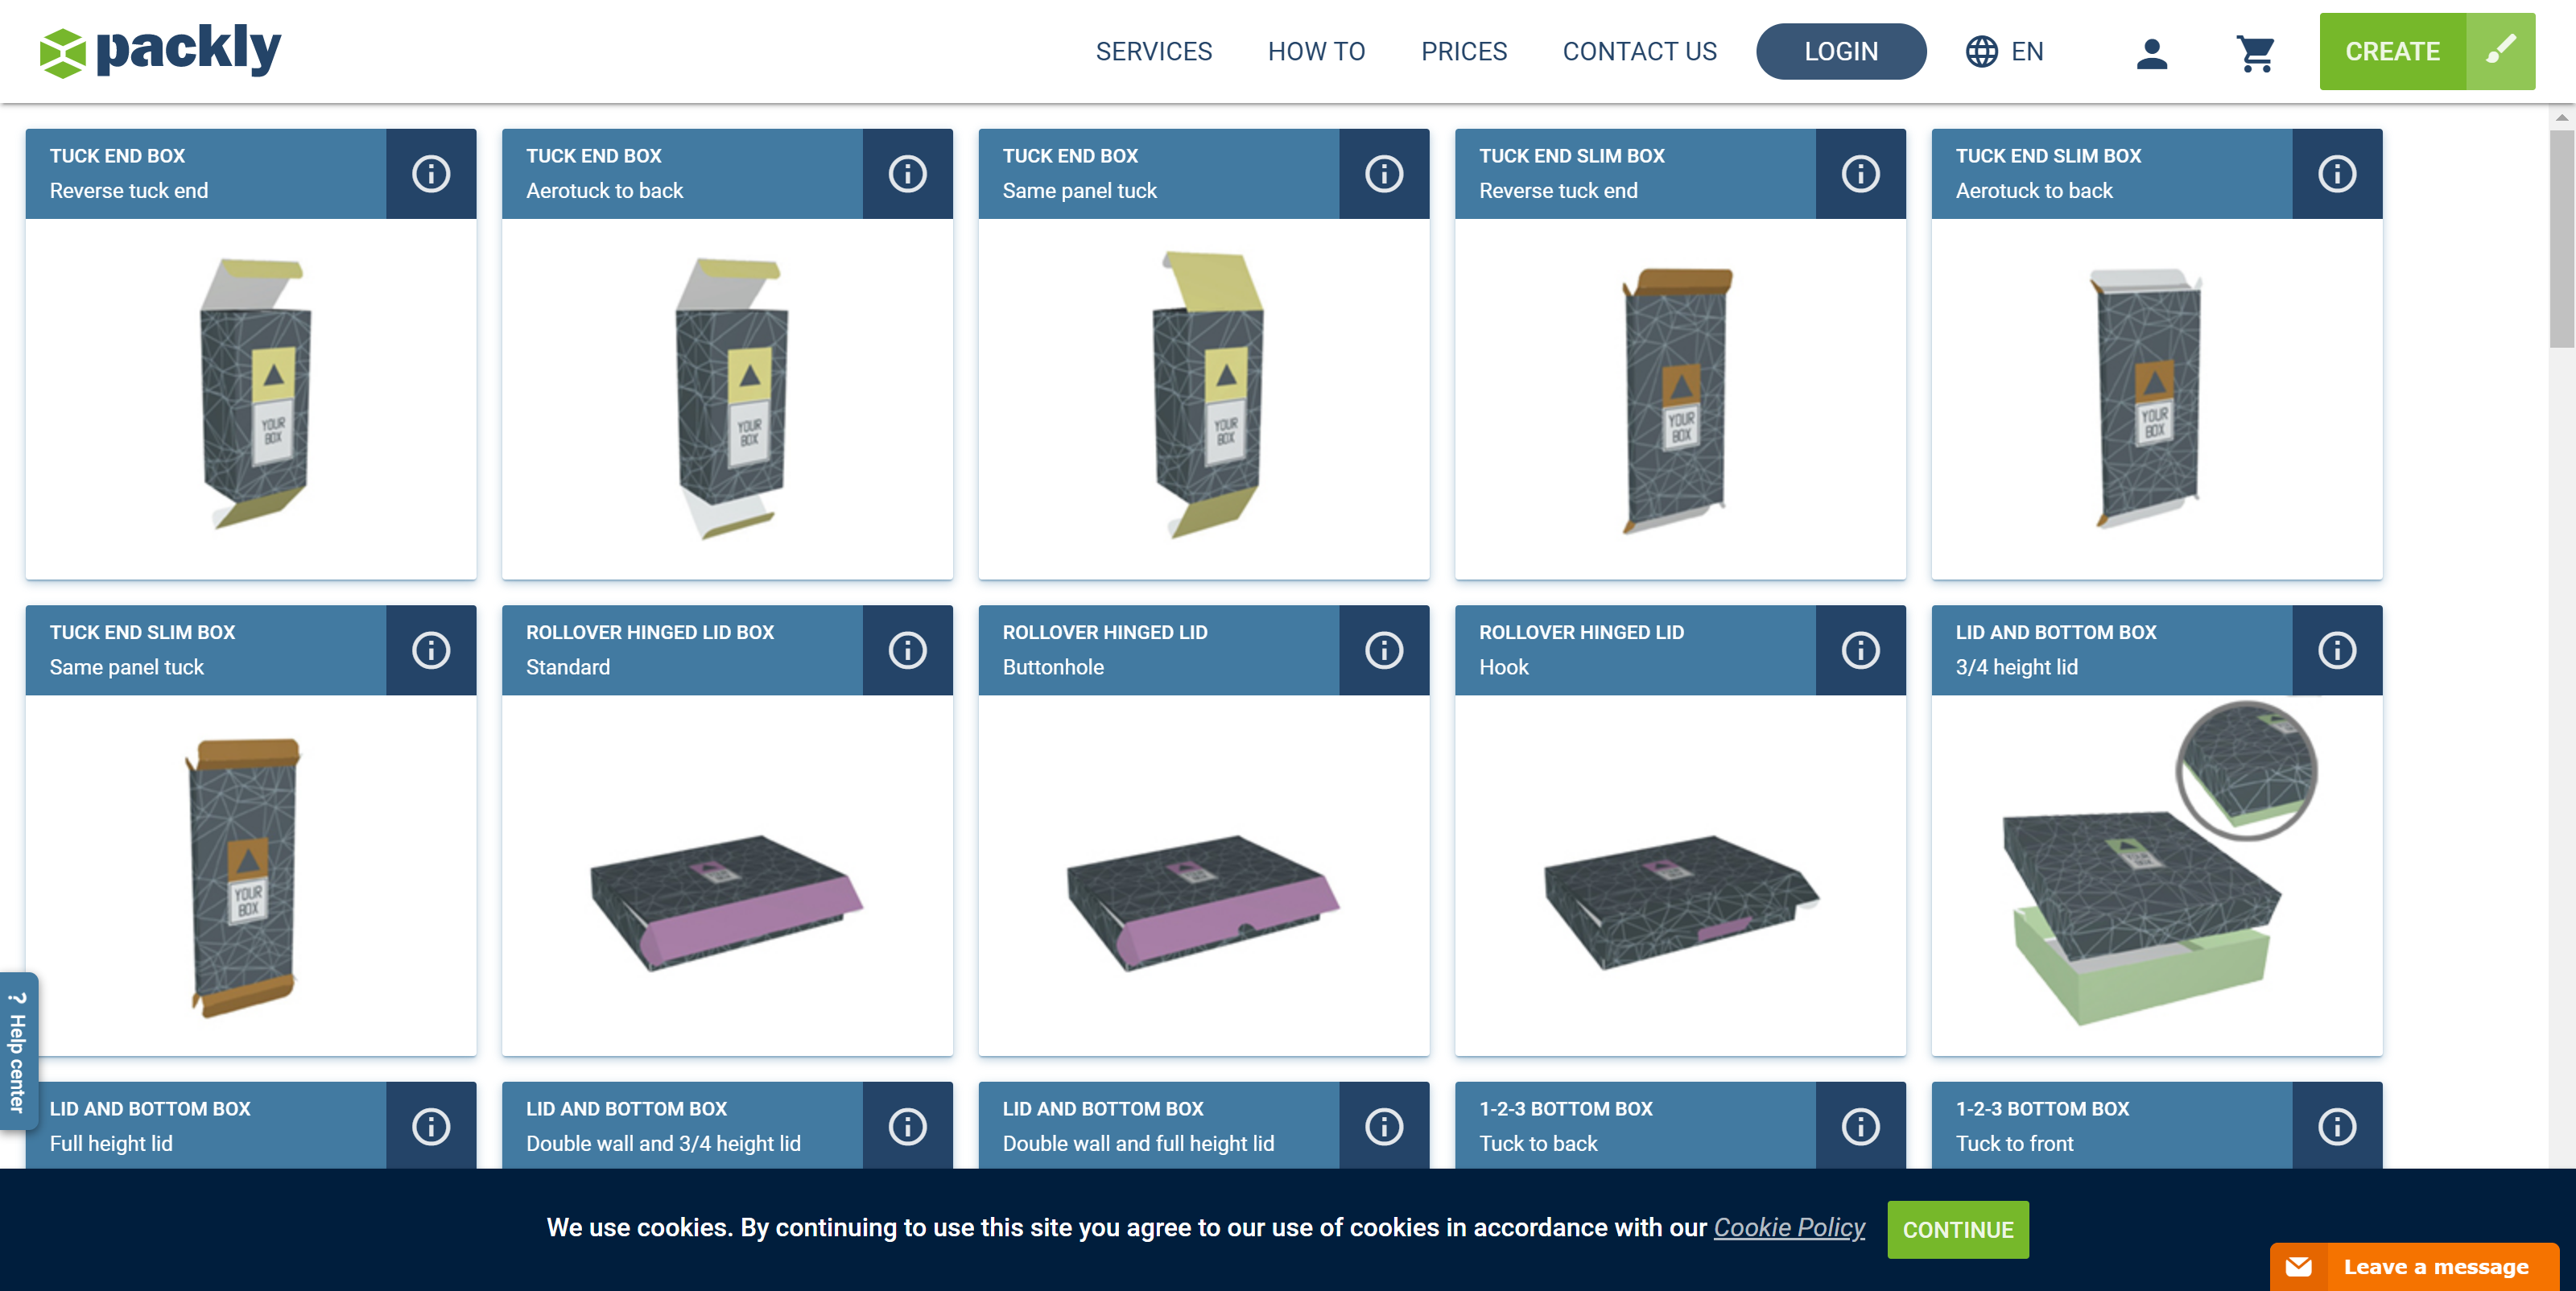 packly
SERVICES
HOW TO
PRICES
CONTACT US
LOGIN
EN
CREATE
TUCK END BOX
Reverse tuck end
TUCK END BOX
Aerotuck to back
TUCK END BOX
Same panel tuck
TUCK END SLIM BOX
Reverse tuck end
TUCK END SLIM BOX
Aerotuck to back
YOUR
BOX
YOUR
BOX
YOUR
BOX
YOUR
BOX
YOUR
BOX
TUCK END SLIM BOX
Same panel tuck
ROLLOVER HINGED LID BOX
Standard
ROLLOVER HINGED LID
Buttonhole
ROLLOVER HINGED LID
Hook
LID AND BOTTOM BOX
3/4 height lid
YOUR
BOX
? Help center
LID AND BOTTOM BOX
Full height lid
LID AND BOTTOM BOX
Double wall and 3/4 height lid
LID AND BOTTOM BOX
Double wall and full height lid
1-2-3 BOTTOM BOX
Tuck to back
1-2-3 BOTTOM BOX
Tuck to front
We use cookies. By continuing to use this site you agree to our use of cookies in accordance with our Cookie Policy
CONTINUE
Leave a message